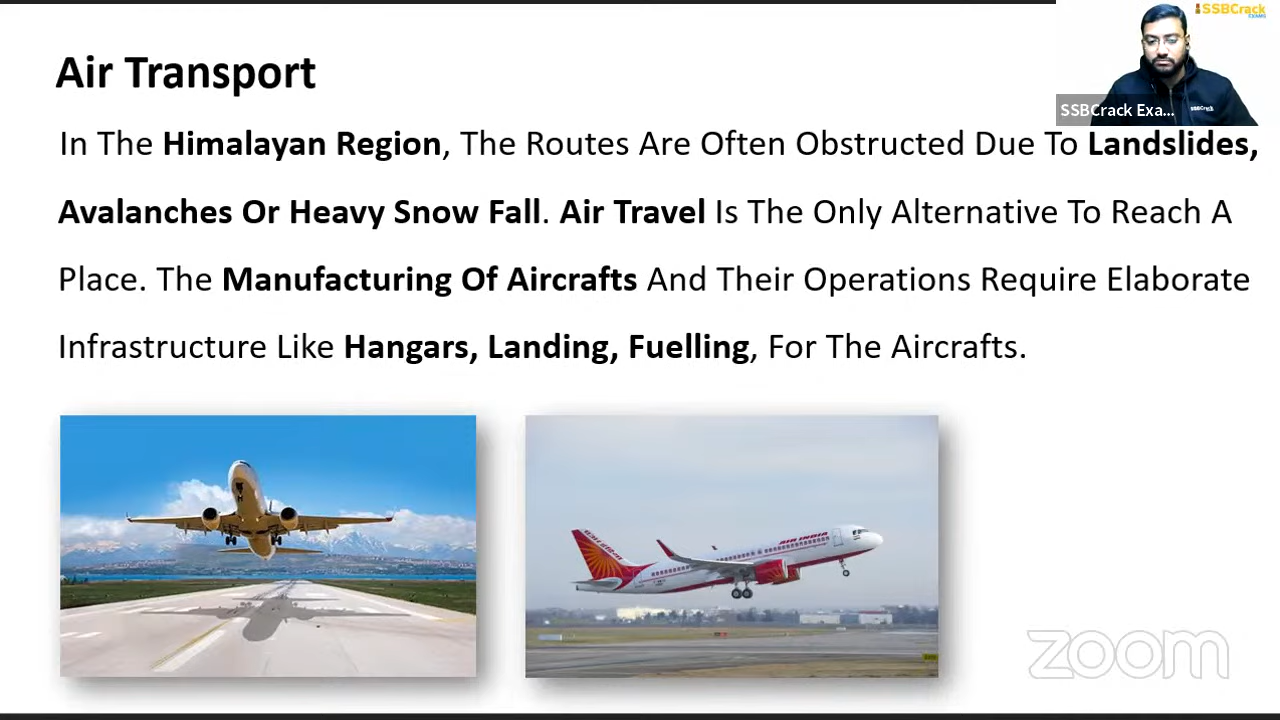 SSBCrack
EXAMS
Air Transport
SSBCrack
SSBCrack Exa...
In The Himalayan Region, The Routes Are Often Obstructed Due To Landslides,
Avalanches Or Heavy Snow Fall. Air Travel Is The Only Alternative To Reach A
Place. The Manufacturing Of Aircrafts And Their Operations Require Elaborate
Infrastructure Like Hangars, Landing, Fuelling, For The Aircrafts.
AIR INDIA
zoom